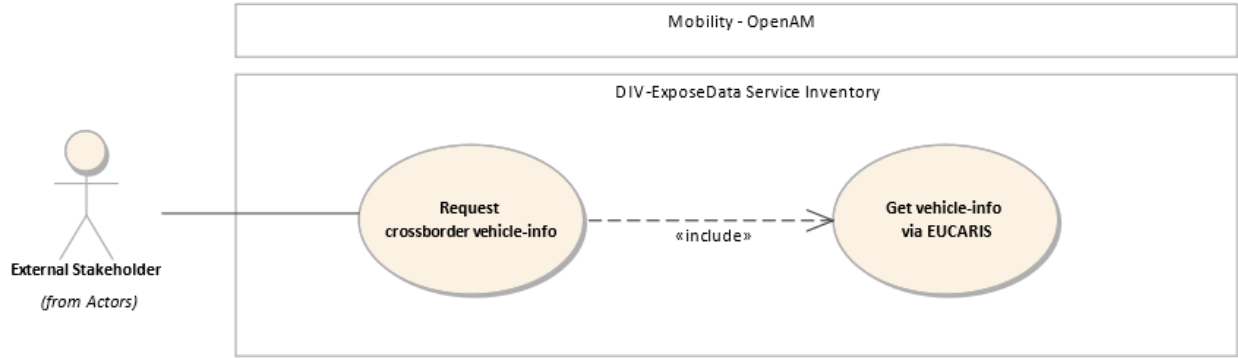 Mobility - OpenAM
DIV-ExposeData Service Inventory
Request
crossborder vehicle-info
«include»
Get vehicle-info
via EUCARIS
External Stakeholder
(from Actors)